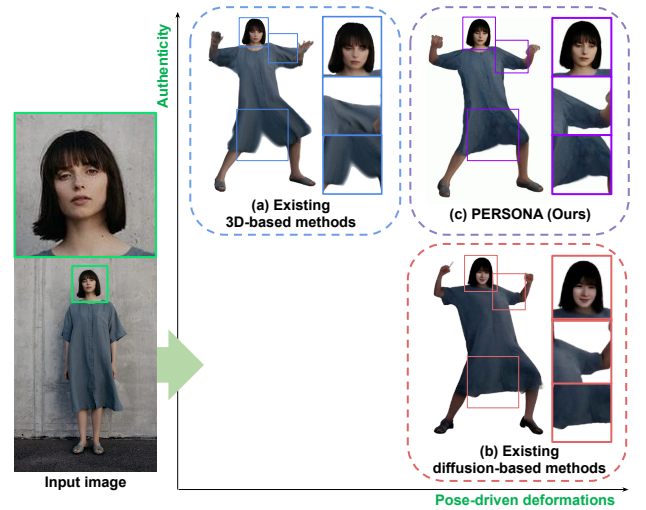 Authenticity
(a) Existing
3D-based methods
(c) PERSONA (Ours)
(b) Existing
diffusion-based methods
Input image
Pose-driven deformations